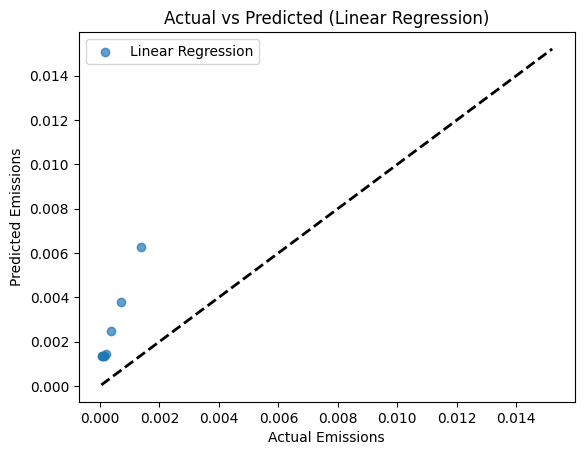 Actual vs Predicted (Linear Regression)
Linear Regression
Predicted Emissions
0.014
0.012
0.010
0.008
0.006
0.004
0.002
0.000
0.000 0.002 0.004 0.006 0.008 0.010 0.012 0.014
Actual Emissions